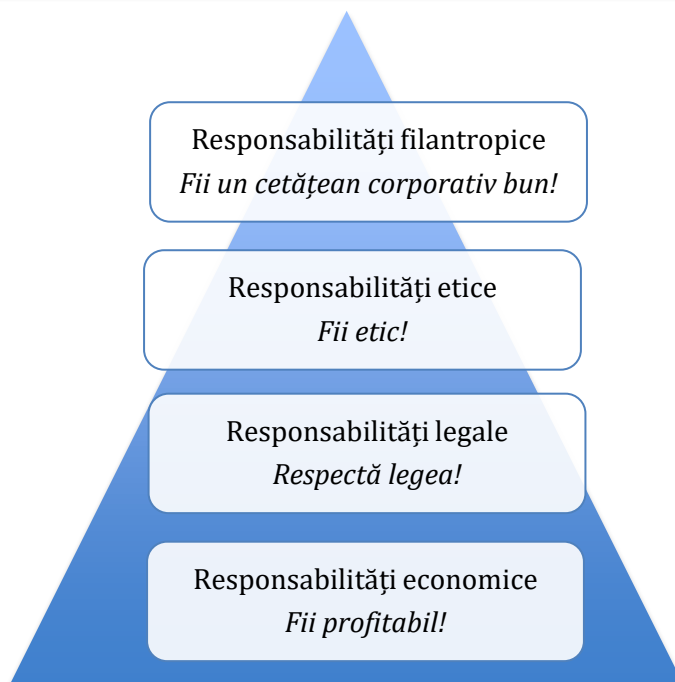 Responsabilități filantropice
Fii un cetățean corporativ bun!
Responsabilități etice
Fii etic!
Responsabilități legale
Respectă legea!
Responsabilități economice
Fii profitabil!